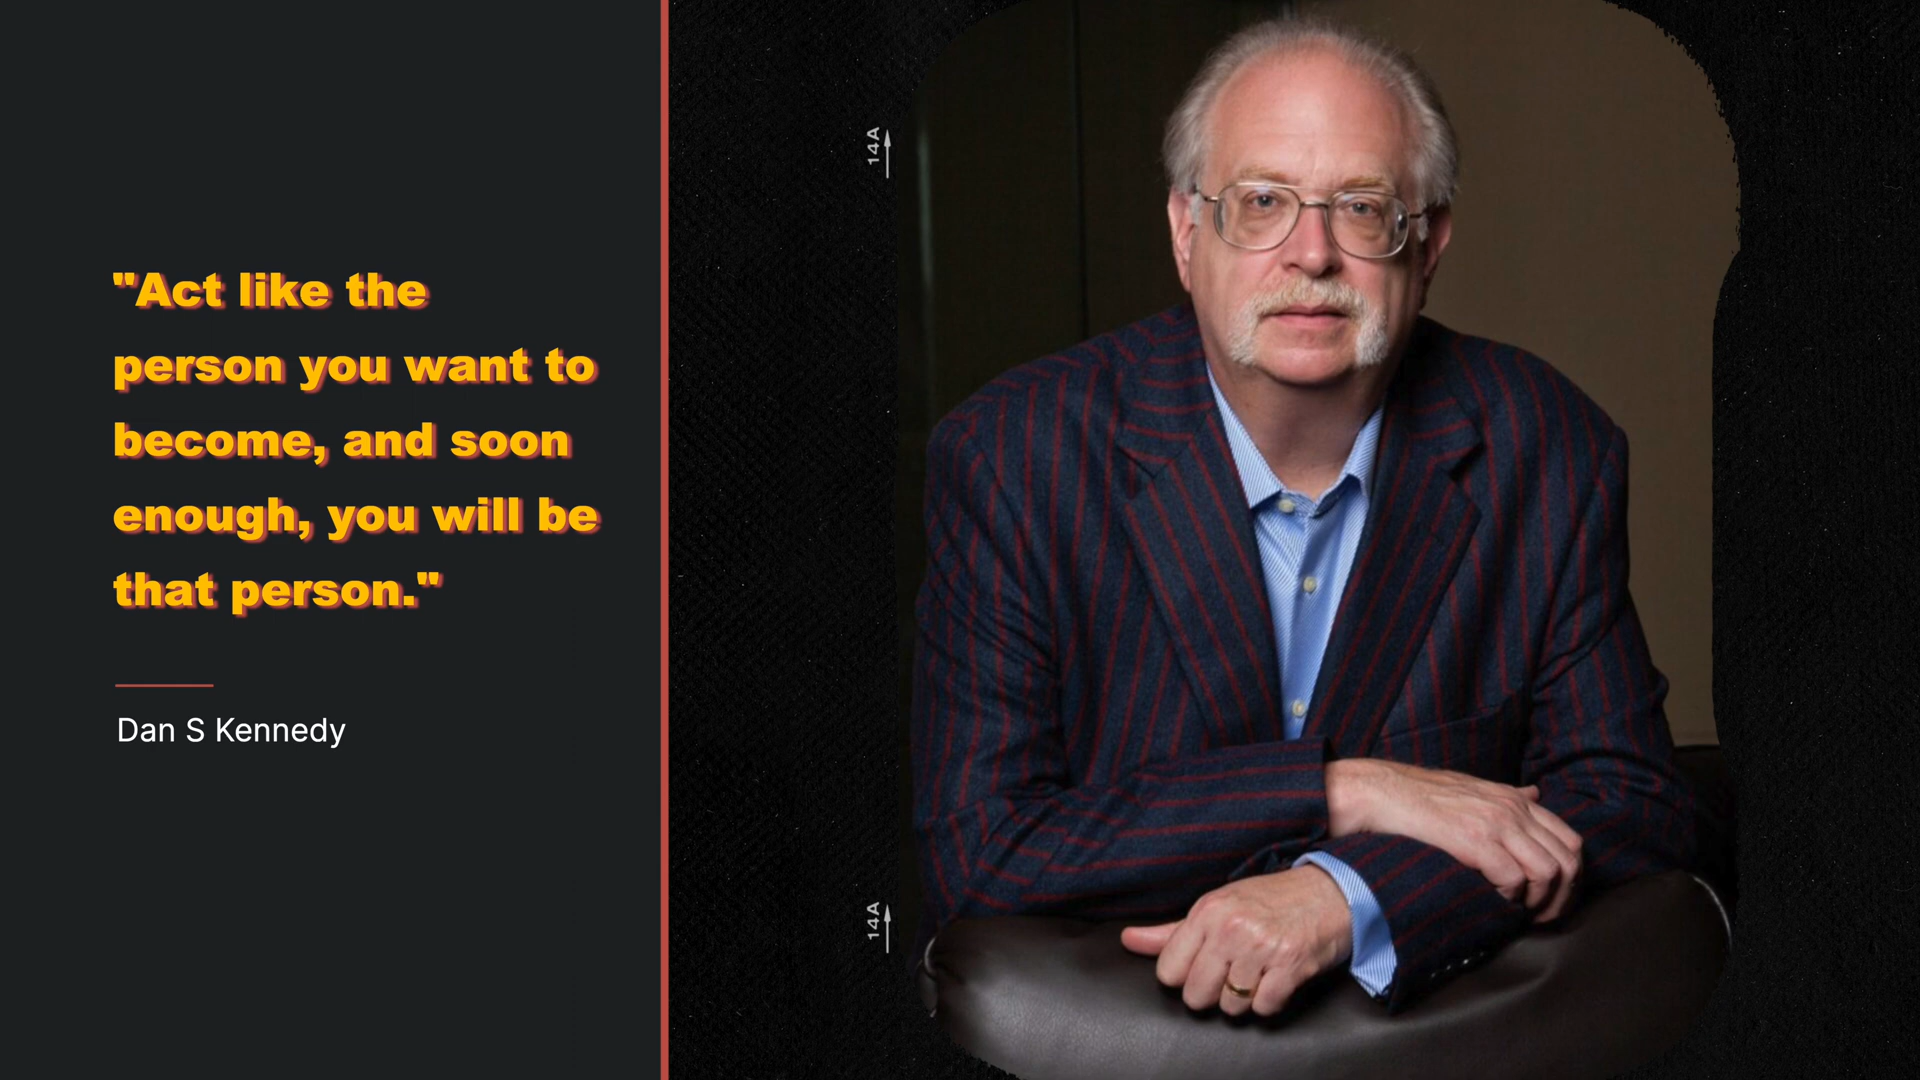 "Act like the
person you want to
become, and soon
enough, you will be
that person."
Dan S Kennedy
14A
14A